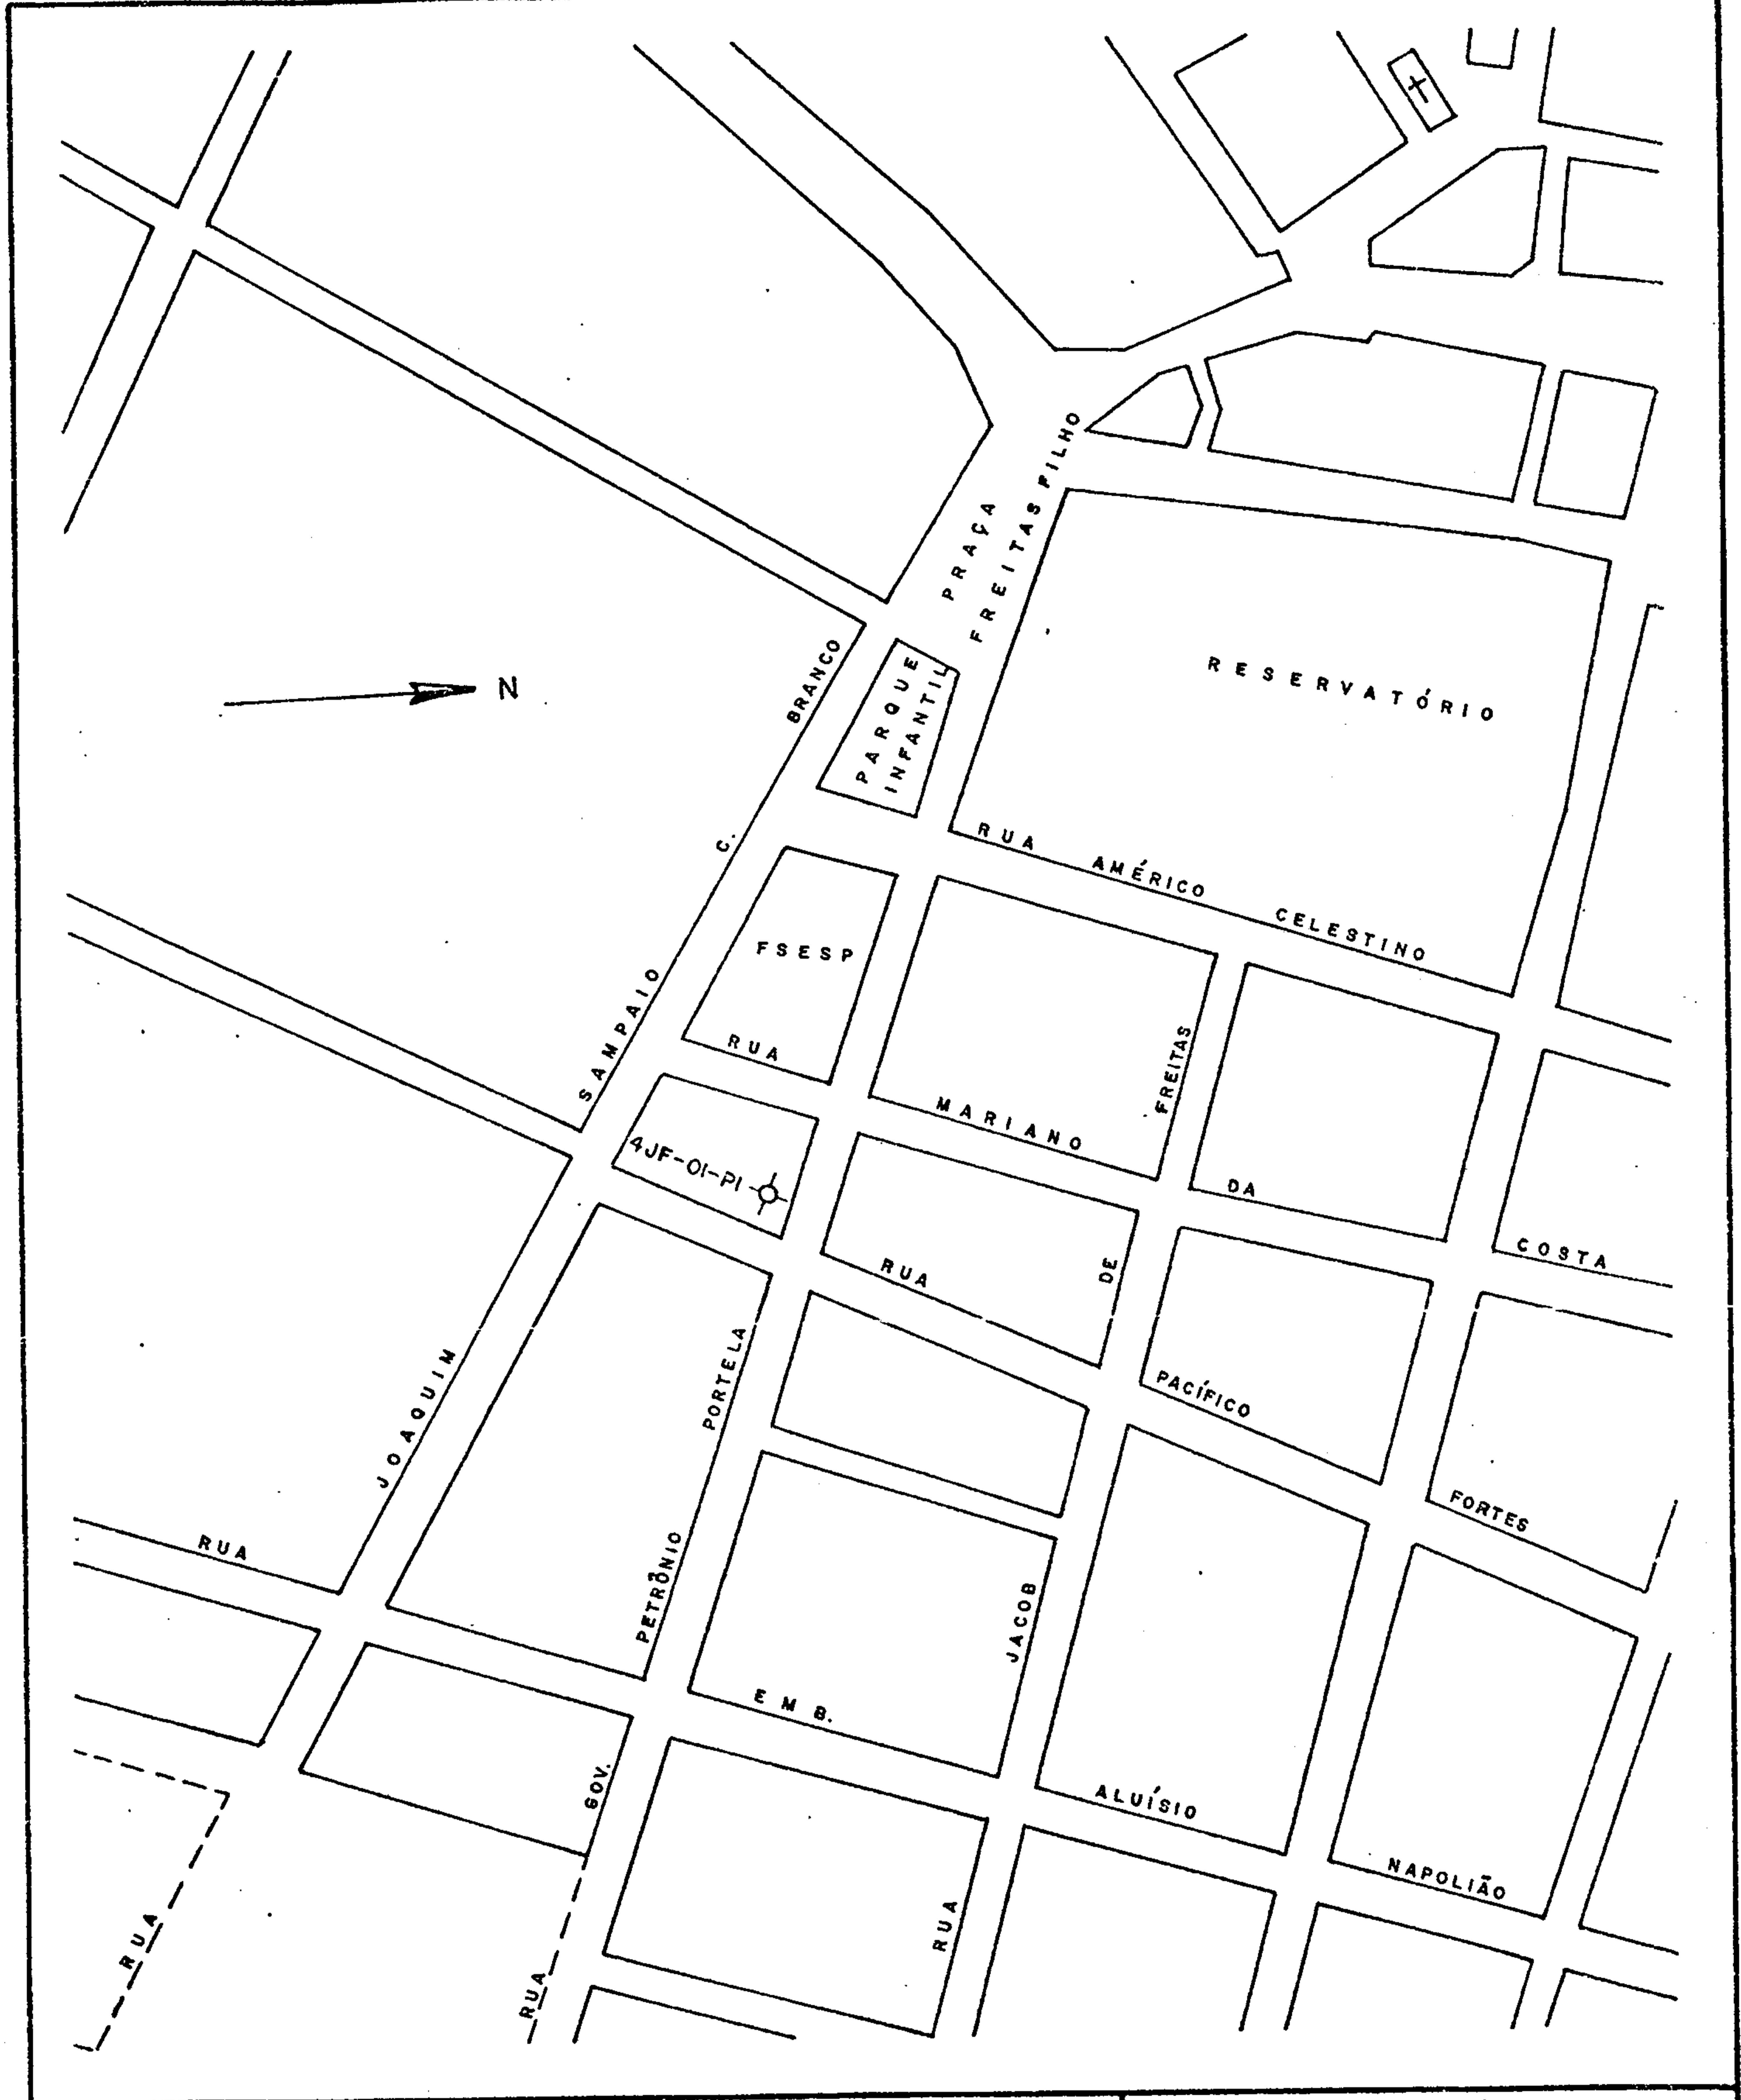 PRAÇA
FREITAS FILHO
N
RESERVATÓRIO
PARQUE
INFANTIL
RUA AMÉRICO CELESTINO
FSESP
RUA MARIANO DA COSTA
4JF-01-PI
RUA PACÍFICO FORTES
RUA JOAQUIM SAMPAIO C. BRANCO
RUA GOV. PETRÔNIO PORTELA
RUA JACOB DE FREITAS
RUA EMB. ALUÍSIO NAPOLIÃO